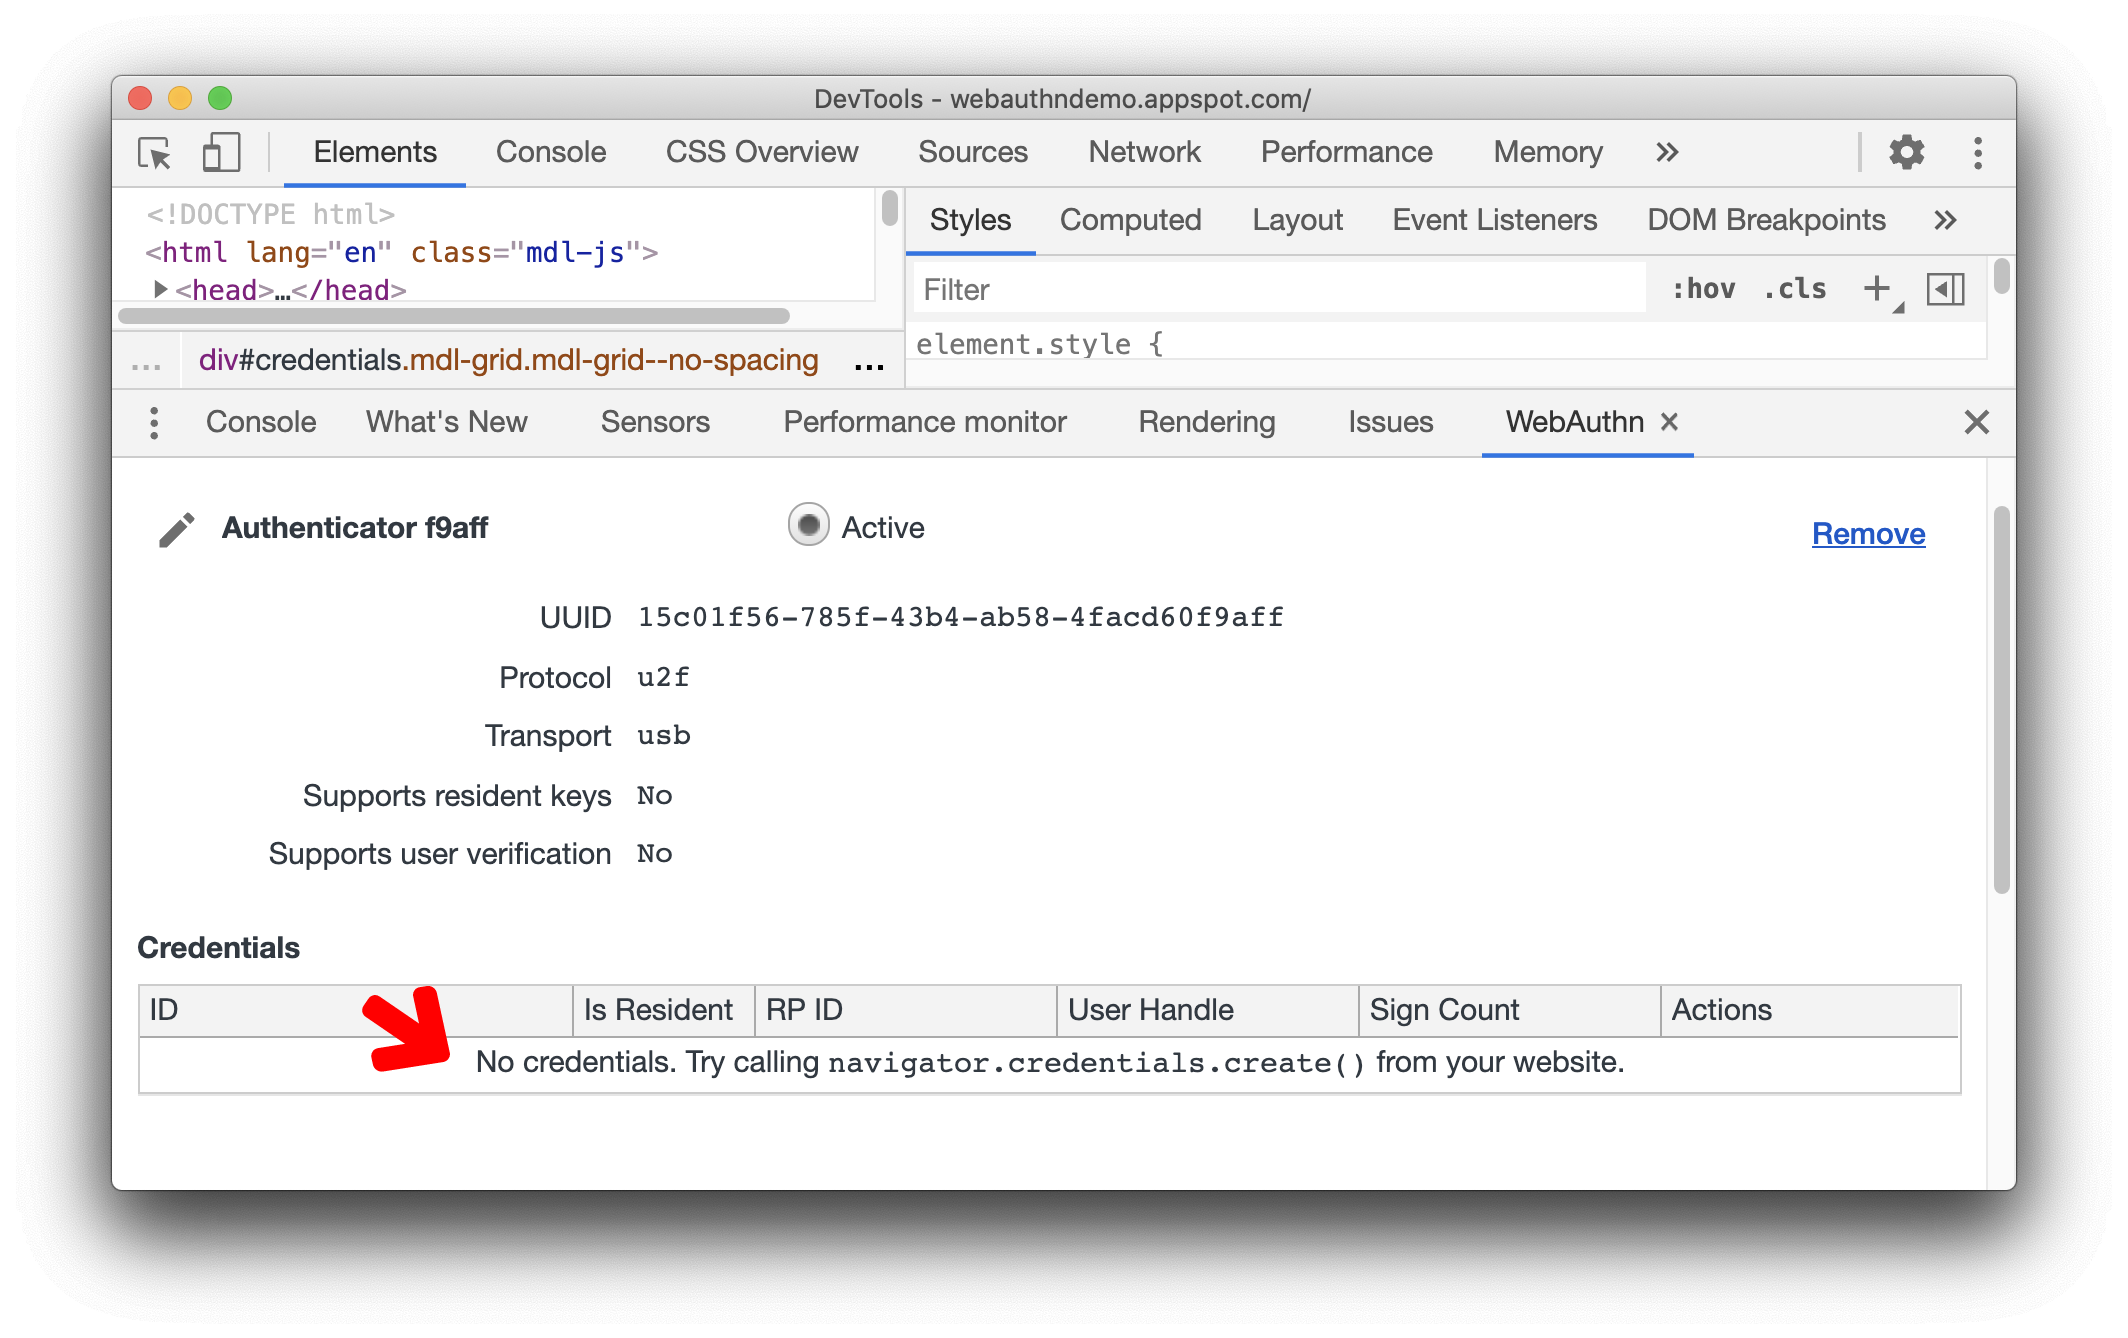 DevTools - webauthndemo.appspot.com/
Elements Console CSS Overview Sources Network Performance Memory »
<!DOCTYPE html>
<html lang="en" class="mdl-js">
▶<head>…</head>
... div#credentials.mdl-grid.mdl-grid--no-spacing ...
Styles Computed Layout Event Listeners DOM Breakpoints »
Filter :hov .cls +
element.style {
Console What's New Sensors Performance monitor Rendering Issues WebAuthn ×
Authenticator f9aff Active Remove
UUID 15c01f56-785f-43b4-ab58-4facd60f9aff
Protocol u2f
Transport usb
Supports resident keys No
Supports user verification No
Credentials
ID Is Resident RP ID User Handle Sign Count Actions
No credentials. Try calling navigator.credentials.create() from your website.